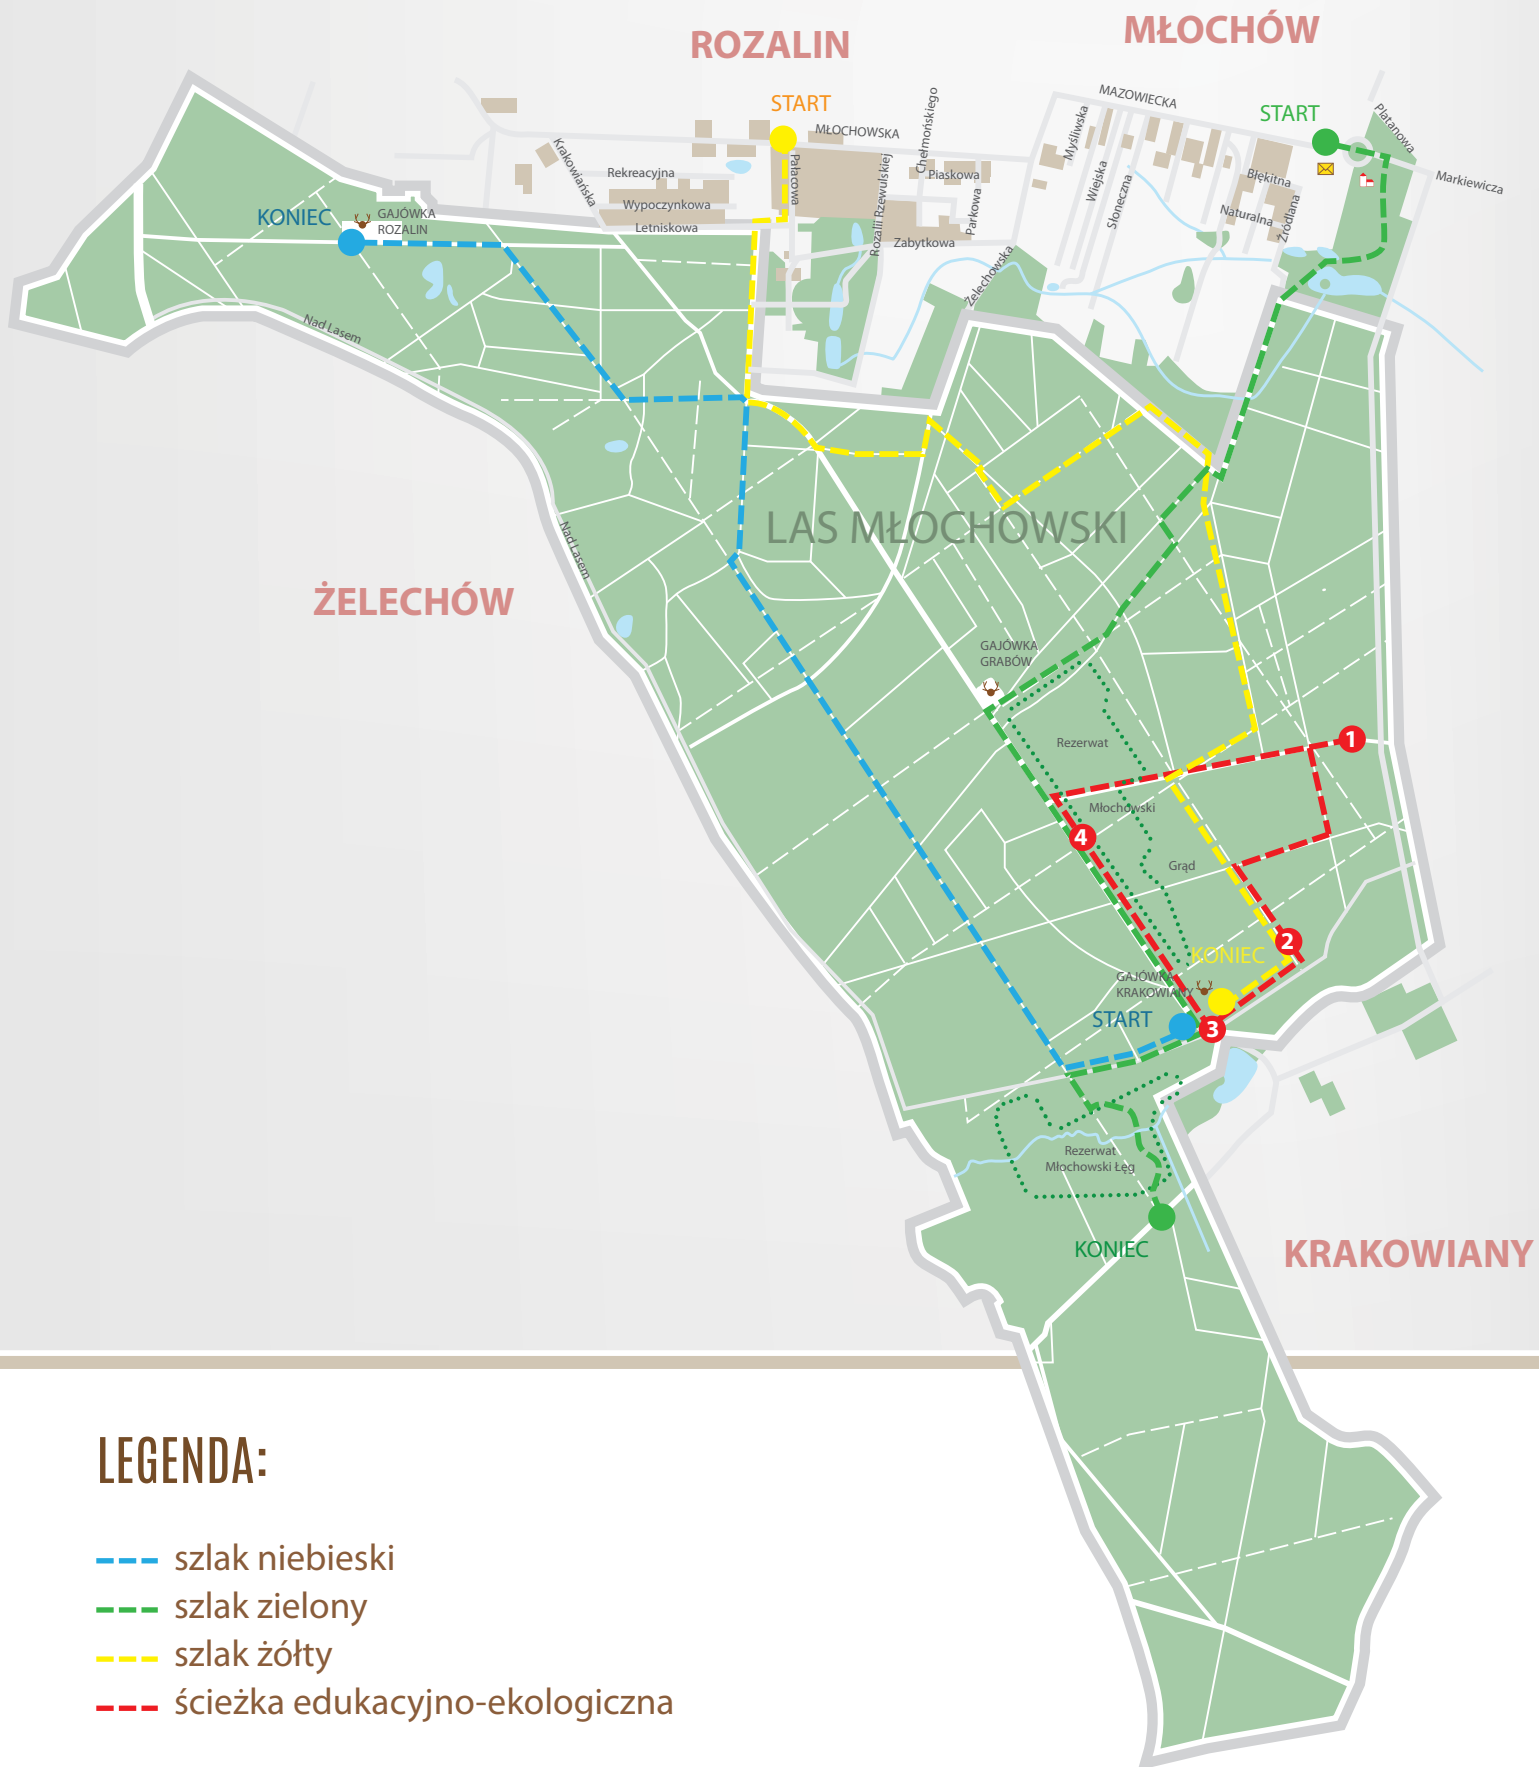 MŁOCHÓW
ROZALIN
START
MŁOCHOWSKA
Chełmońskiego
MAZOWIECKA
START
Platanowa
Krakowiańska
Rekreacyjna
Pałacowa
Rozalii Rzewulskiej
Piaskowa
Myśliwska
Wiejska
Słoneczna
Błękitna
Markiewicza
KONIEC
GAJÓWKA
ROZALIN
Wypoczynkowa
Letniskowa
Parkowa
Zabytkowa
Naturalna
Źródlana
Żelechowska
Nad Lasem
LAS MŁOCHOWSKI
Nad Lasem
ŻELECHÓW
GAJÓWKA
GRABÓW
Rezerwat
1
Młochowski
4
Grąd
2
KONIEC
GAJÓWKA
KRAKOWIANY
START
3
Rezerwat
Młochowski Łęg
KONIEC
KRAKOWIANY
LEGENDA:
szlak niebieski
szlak zielony
szlak żółty
ścieżka edukacyjno-ekologiczna